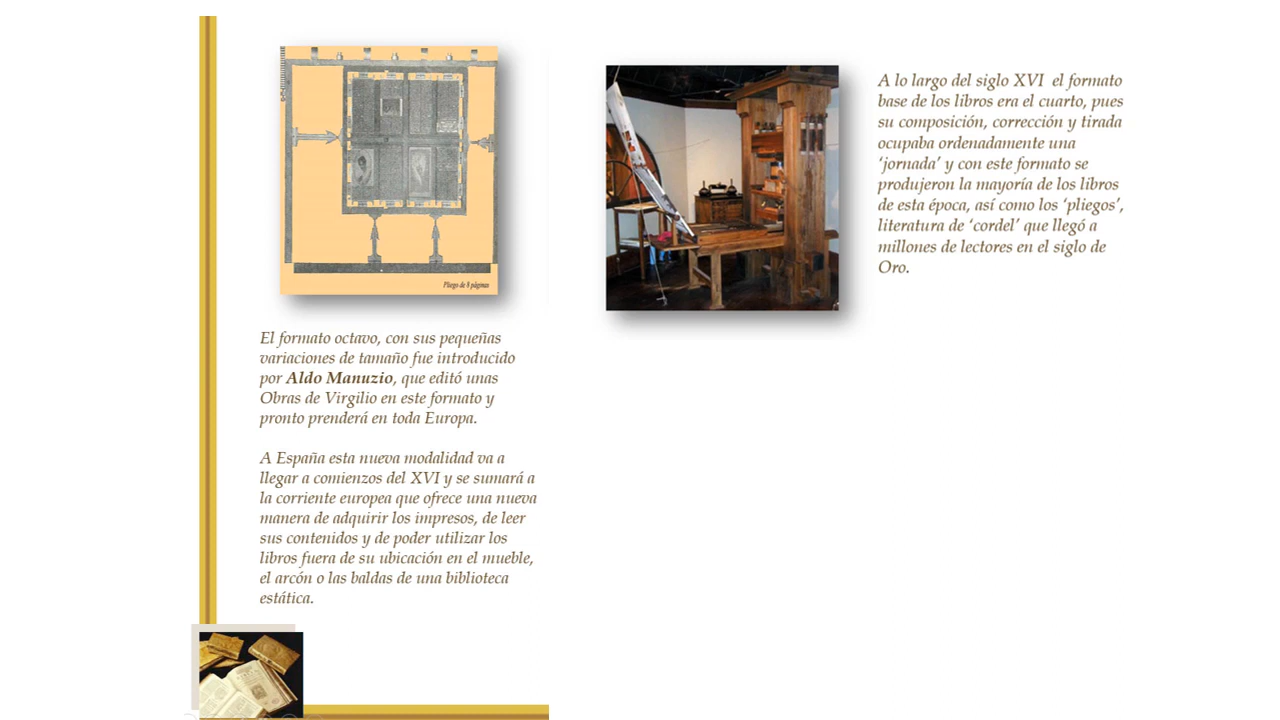 Pliego de 8 páginas
El formato octavo, con sus pequeñas
variaciones de tamaño fue introducido
por Aldo Manuzio, que editó unas
Obras de Virgilio en este formato y
pronto prenderá en toda Europa.
A España esta nueva modalidad va a
llegar a comienzos del XVI y se sumará a
la corriente europea que ofrece una nueva
manera de adquirir los impresos, de leer
sus contenidos y de poder utilizar los
libros fuera de su ubicación en el mueble,
el arcón o las baldas de una biblioteca
estática.
A lo largo del siglo XVI el formato
base de los libros era el cuarto, pues
su composición, corrección y tirada
ocupaba ordenadamente una
‘jornada’ y con este formato se
produjeron la mayoría de los libros
de esta época, así como los ‘pliegos’,
literatura de ‘cordel’ que llegó a
millones de lectores en el siglo de
Oro.